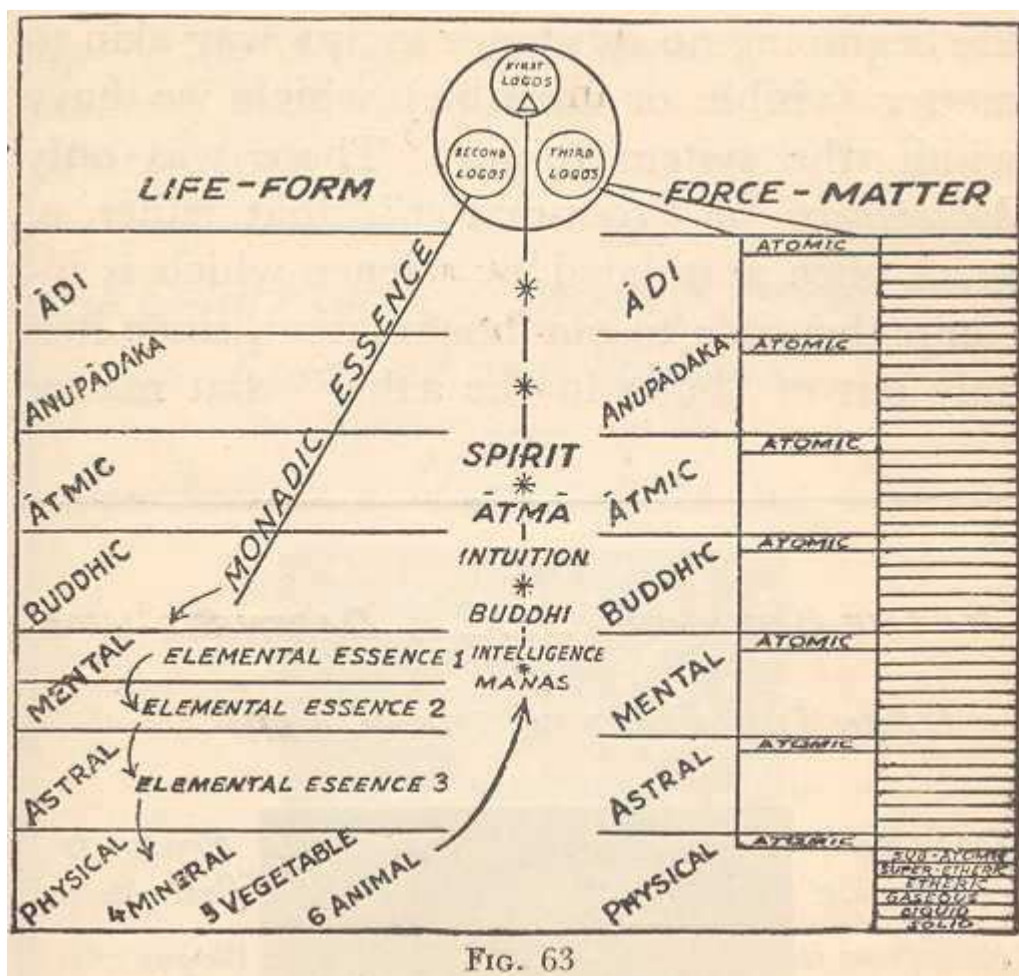 FIRST
LOGOS
SECOND
LOGOS
THIRD
LOGOS
LIFE-FORM
FORCE-MATTER
MONADIC ESSENCE
ĀDI
ANUPĀDAKA
ĀTMIC
BUDDHIC
MENTAL
ASTRAL
PHYSICAL
ELEMENTAL ESSENCE 1
ELEMENTAL ESSENCE 2
ELEMENTAL ESEENCE 3
4 MINERAL
5 VEGETABLE
6 ANIMAL
SPIRIT
ĀTMĀ
INTUITION
BUDDHI
INTELLIGENCE
MANAS
ĀDI
ANUPĀDAKA
ĀTMIC
BUDDHIC
MENTAL
ASTRAL
PHYSICAL
ATOMIC
ATOMIC
ATOMIC
ATOMIC
ATOMIC
ATOMIC
ATOMIC
SUB-ATOMIC
SUPER-ETHERIC
ETHERIC
GASEOUS
LIQUID
SOLID
FIG. 63